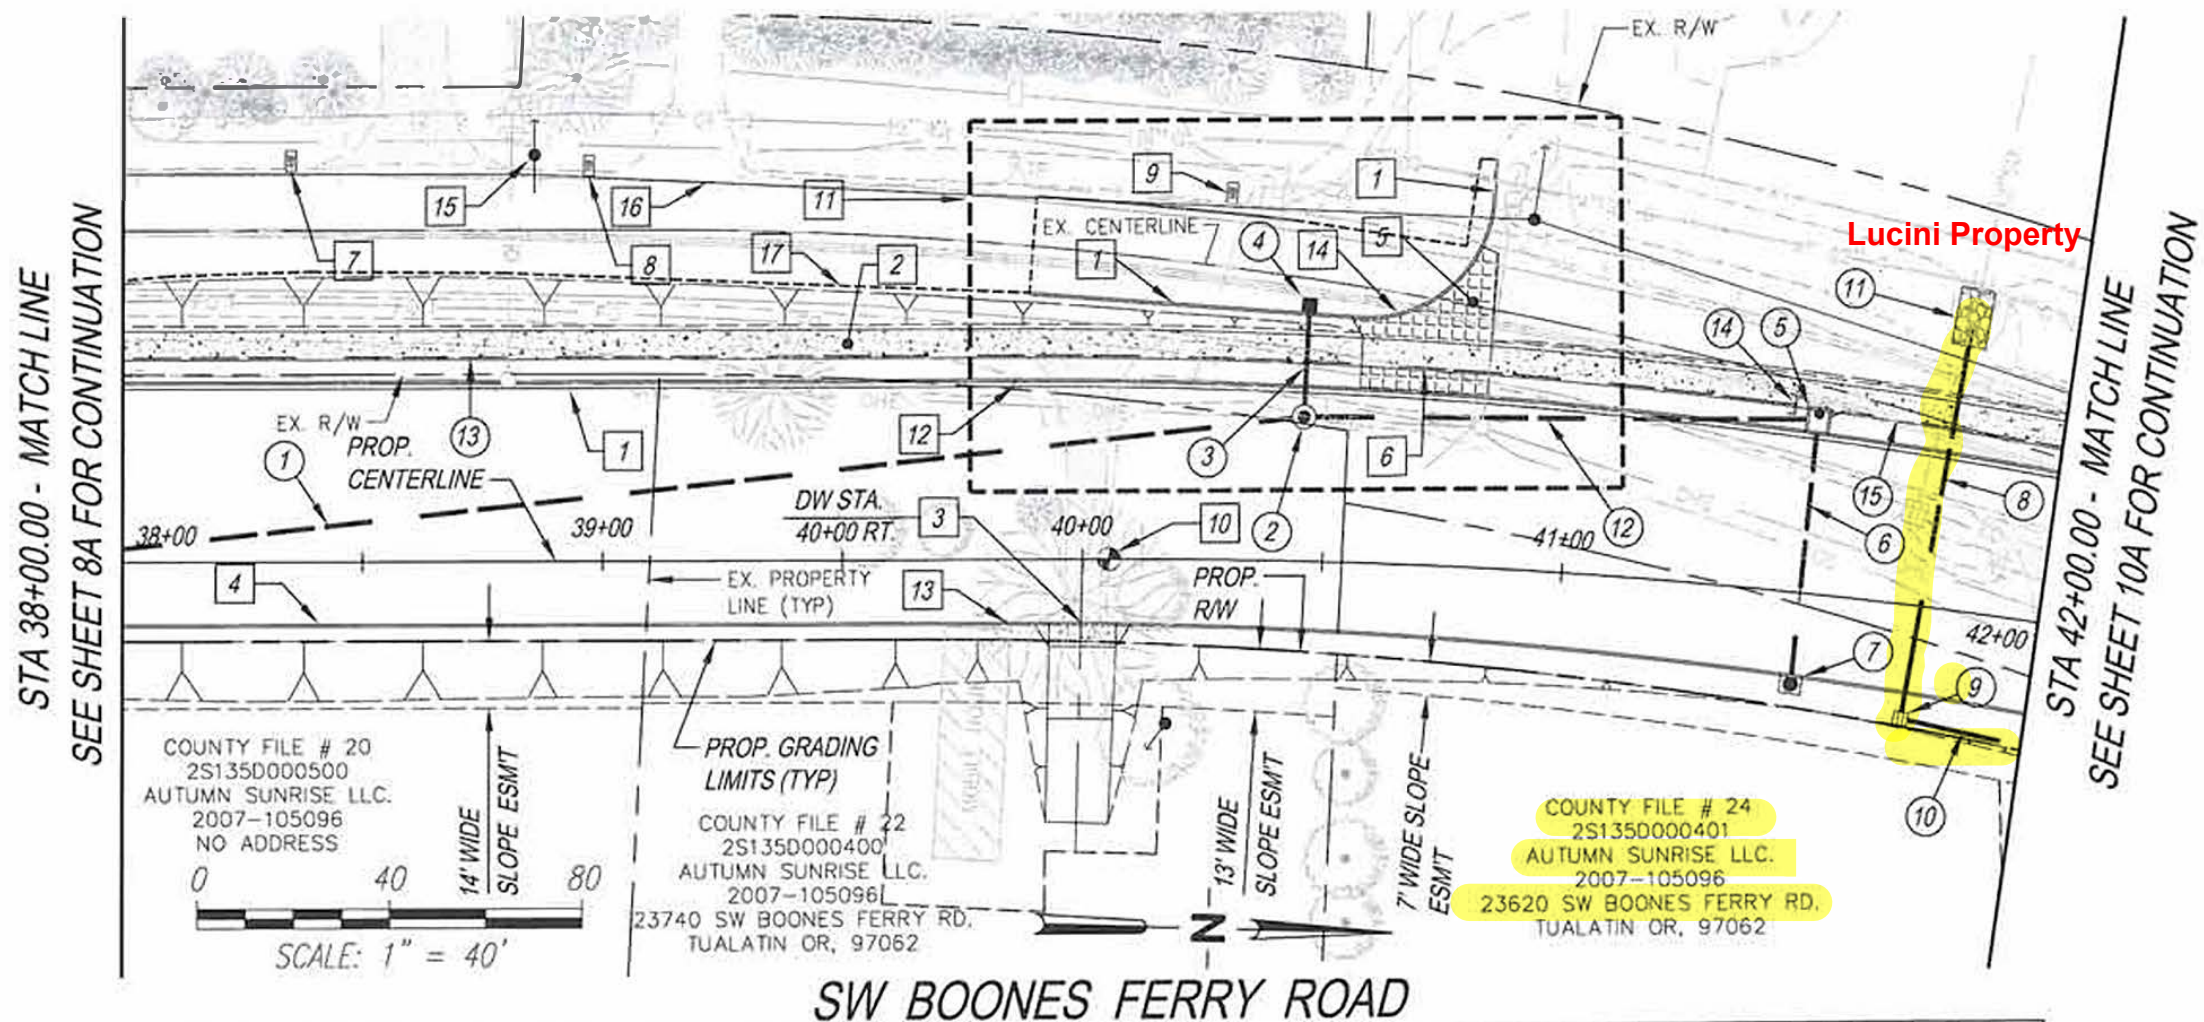 EX. R/W
9
1
15
16
11
EX. CENTERLINE
4
14
5
Lucini Property
7
8
17
2
1
11
14
5
EX. R/W
13
PROP.
CENTERLINE
1
1
12
3
6
15
8
12
6
38+00
39+00
DW STA.
40+00 RT.
3
40+00
10
2
41+00
4
EX. PROPERTY
LINE (TYP)
13
PROP.
R/W
42+00
7
9
10
STA 38+00.00 - MATCH LINE
SEE SHEET 8A FOR CONTINUATION
STA 42+00.00 - MATCH LINE
SEE SHEET 10A FOR CONTINUATION
COUNTY FILE # 20
2S135D000500
AUTUMN SUNRISE LLC.
2007-105096
NO ADDRESS
14' WIDE
SLOPE ESM'T
PROP. GRADING
LIMITS (TYP)
COUNTY FILE # 22
2S135D000400
AUTUMN SUNRISE LLC.
2007-105096
23740 SW BOONES FERRY RD.
TUALATIN OR, 97062
13' WIDE
SLOPE ESM'T
7' WIDE SLOPE
ESM'T
COUNTY FILE # 24
2S135D000401
AUTUMN SUNRISE LLC.
2007-105096
23620 SW BOONES FERRY RD.
TUALATIN OR, 97062
0 40 80
SCALE: 1" = 40'
N
SW BOONES FERRY ROAD